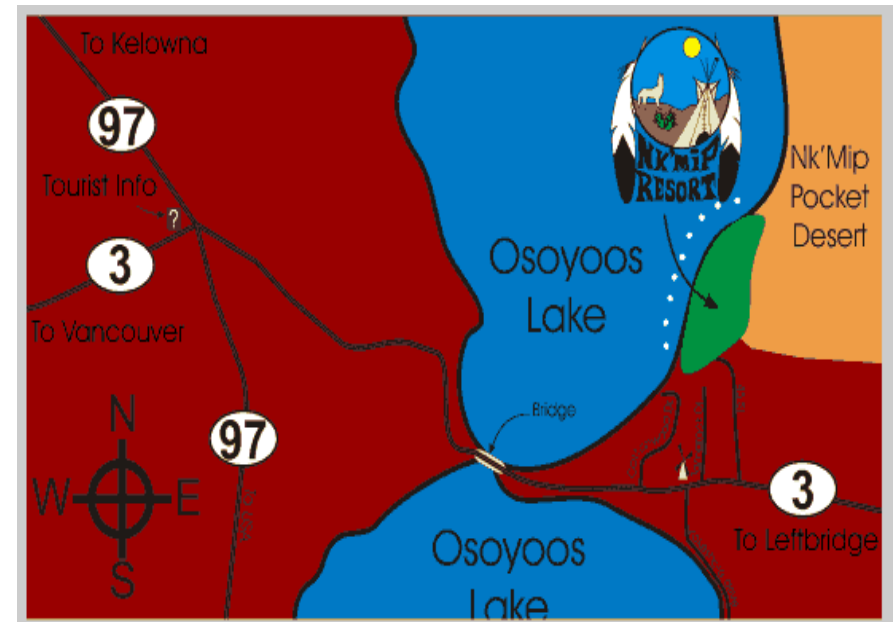 To Kelowna
97
Tourist Info
?
3
To Vancouver
N
W
E
S
97
Osoyoos
Lake
NK'MIP
RESORT
Nk'Mip
Pocket
Desert
Bridge
3
To Leftbridge
Osoyoos
Lake